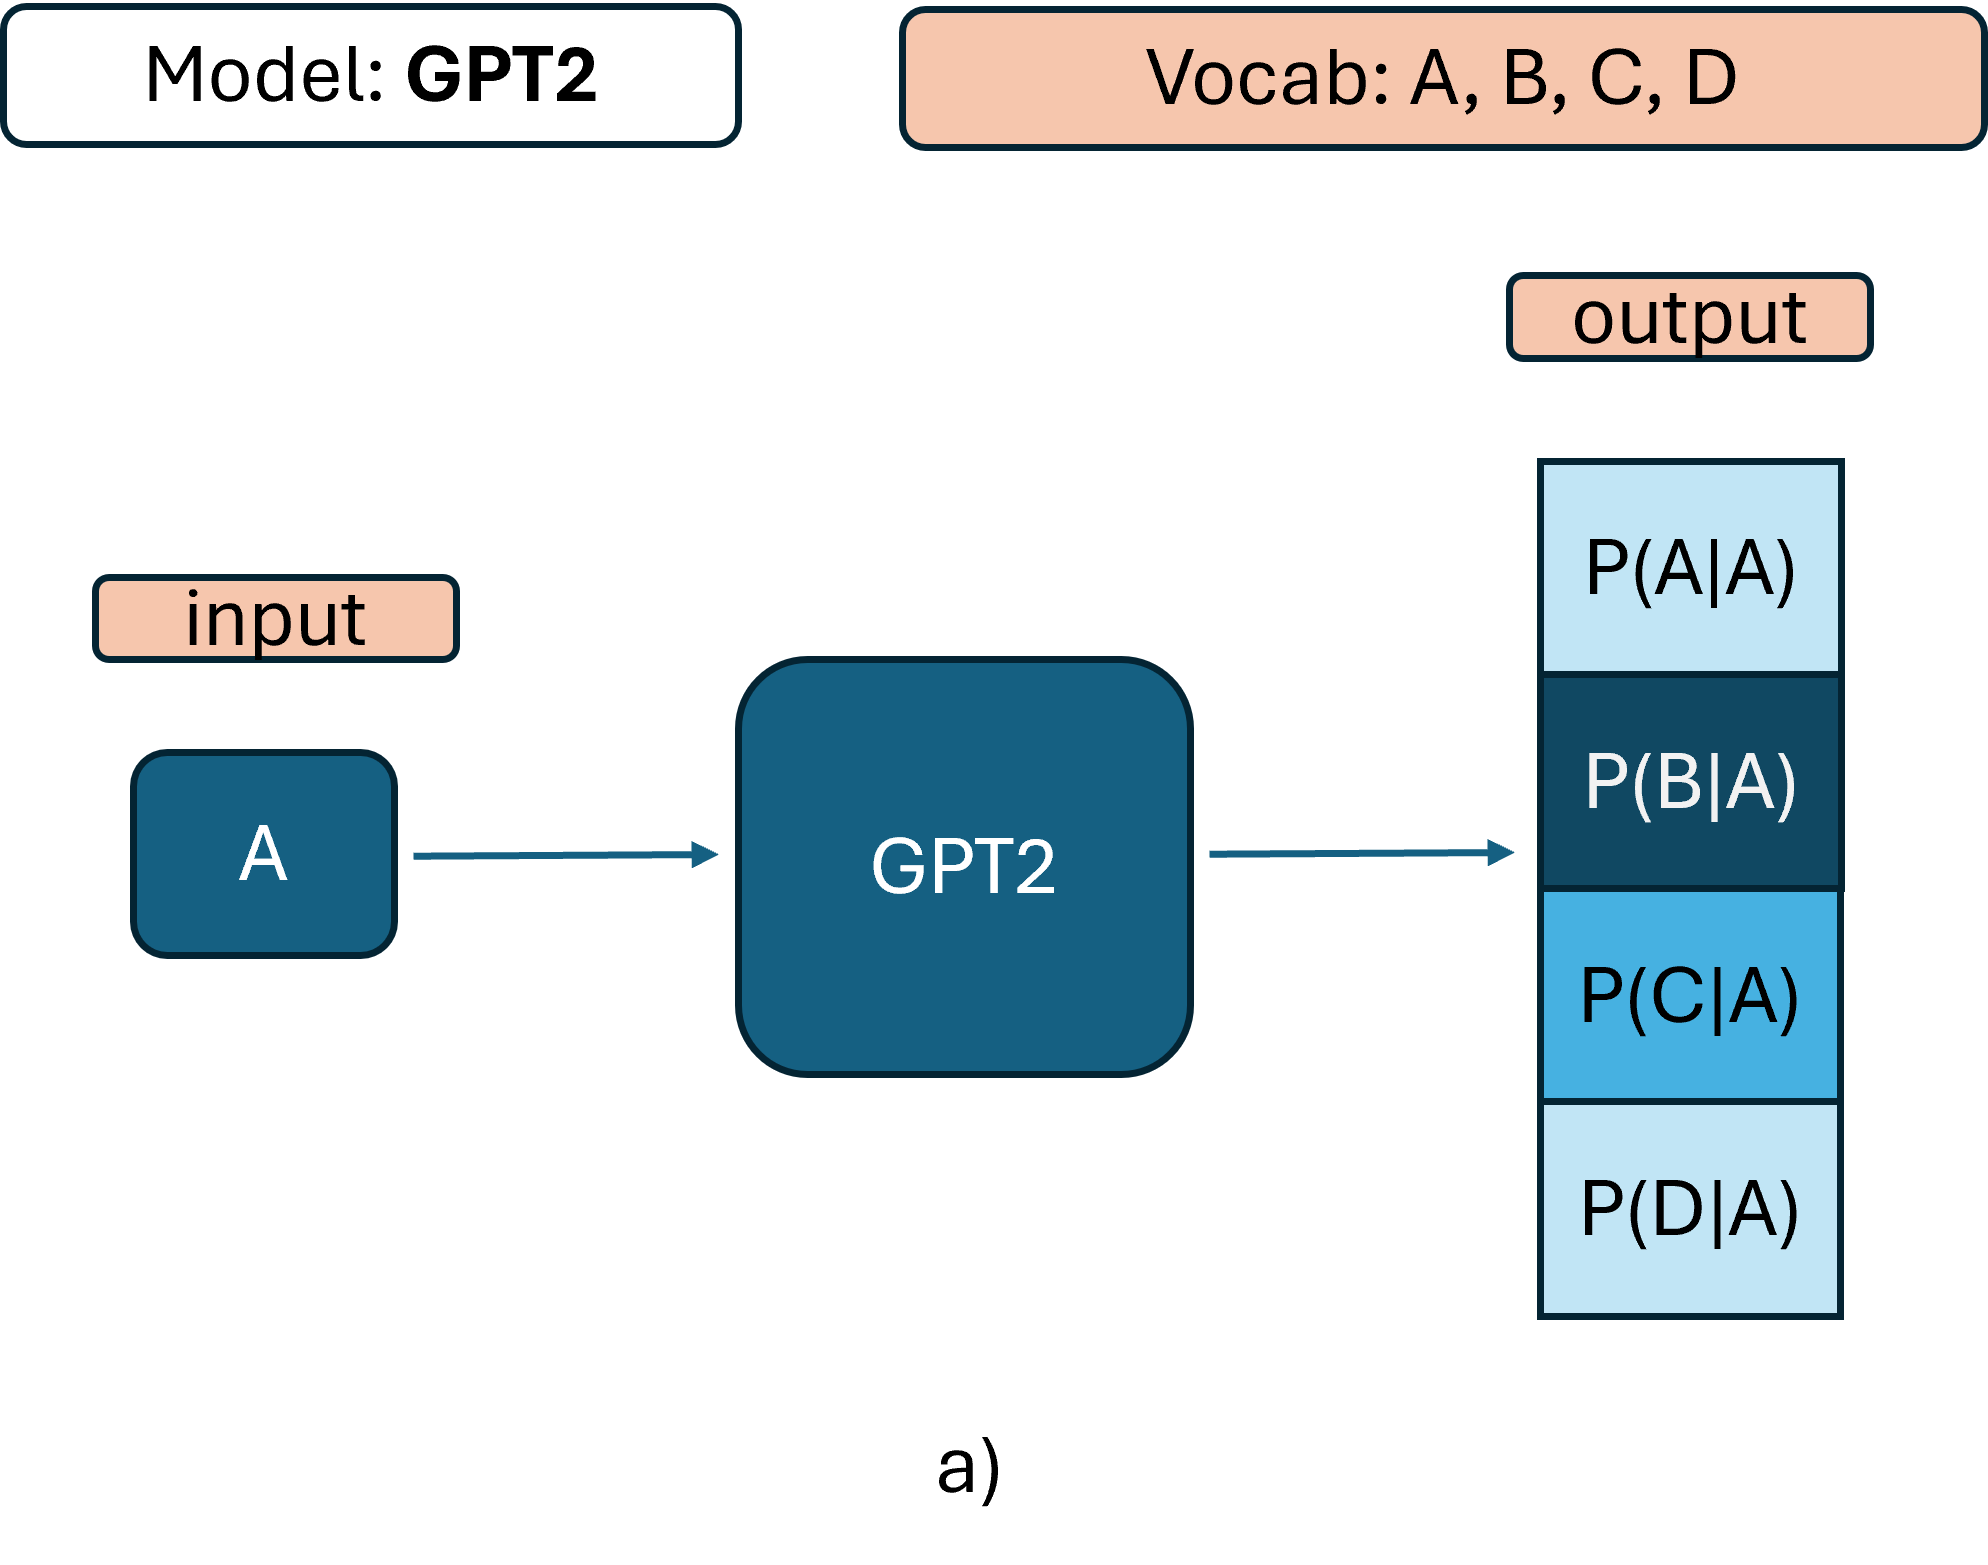 Model: GPT2
Vocab: A, B, C, D
output
input
A
GPT2
P(A|A)
P(B|A)
P(C|A)
P(D|A)
a)